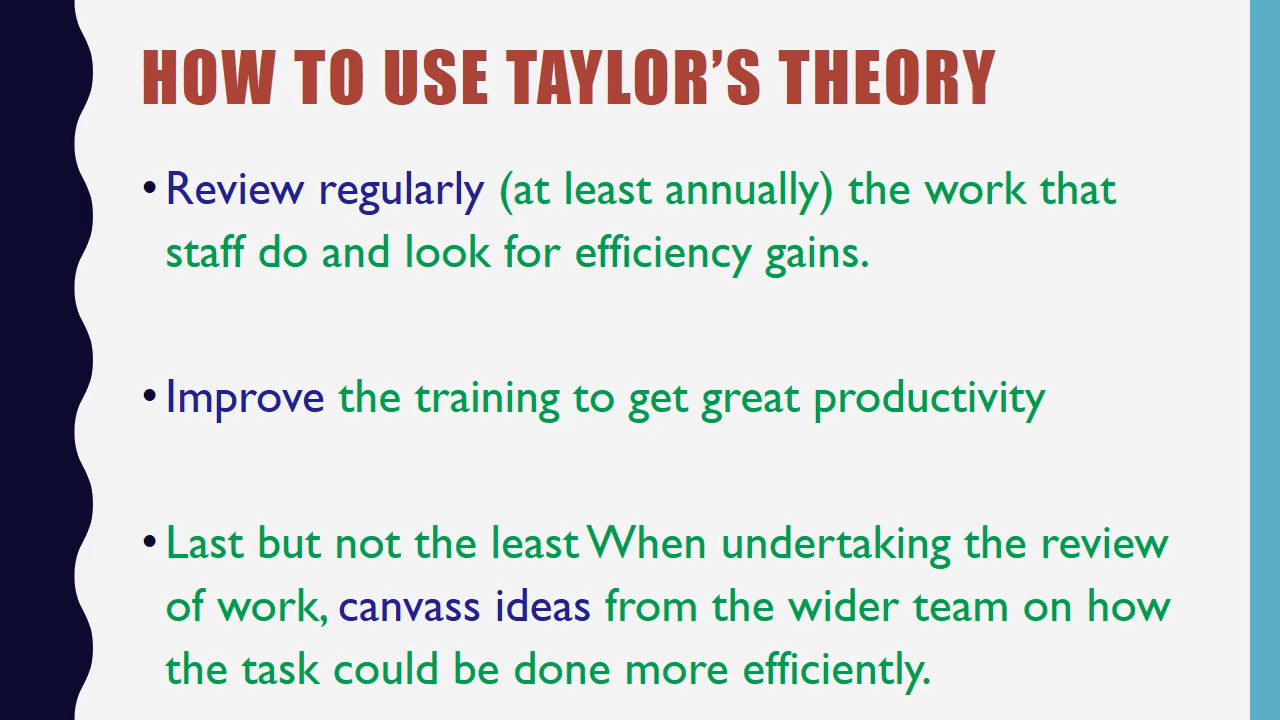 HOW TO USE TAYLOR’S THEORY
• Review regularly (at least annually) the work that
staff do and look for efficiency gains.
• Improve the training to get great productivity
• Last but not the least When undertaking the review
of work, canvass ideas from the wider team on how
the task could be done more efficiently.